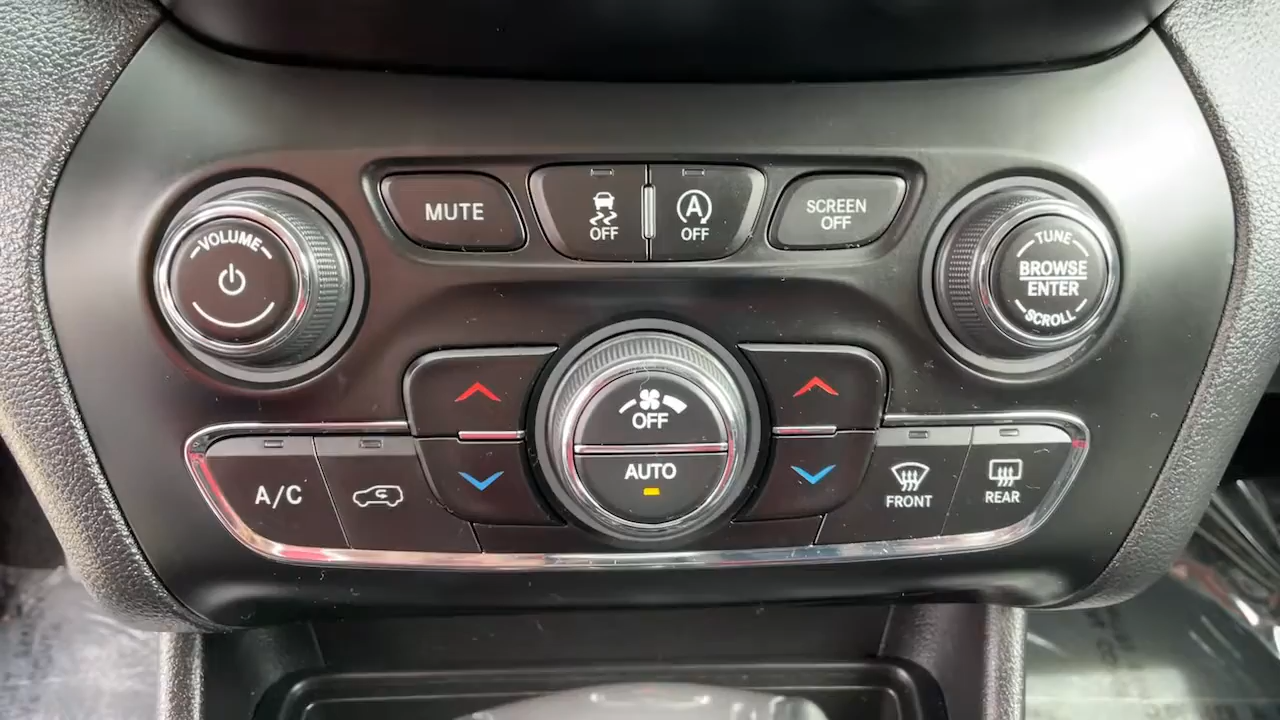 VOLUME
MUTE
OFF
A
OFF
SCREEN
OFF
TUNE
BROWSE
ENTER
SCROLL
OFF
AUTO
A/C
FRONT
REAR